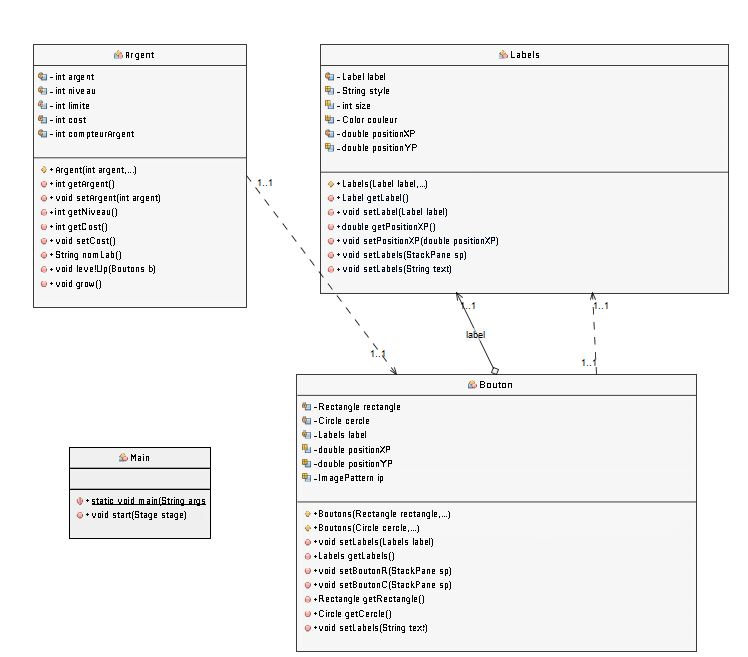 Argent
- int argent
- int niveau
- int limite
- int cost
- int compteurArgent
+ Argent(int argent,...)
+ int getArgent()
+ void setArgent(int argent)
+int getNiveau()
+ int getCost()
+ void setCost()
+ String nomLab()
+ void levelUp(Boutons b)
+ void grow()
Labels
- Label label
- String style
- int size
- Color couleur
- double positionXP
- double positionYP
+ Labels(Label label,...)
+ Label getLabel()
+ void setLabel(Label label)
+double getPositionXP()
+ void setPositionXP(double positionXP)
+ void setLabels(StackPane sp)
+ void setLabels(String text)
1..1
1..1
1..1
label
1..1
1..1
Bouton
-Rectangle rectangle
-Circle cercle
-Labels label
-double positionXP
-double positionYP
-ImagePattern ip
+Boutons(Rectangle rectangle,...)
+Boutons(Circle cercle,...)
+void setLabels(Labels label)
+Labels getLabels()
+void setBoutonR(StackPane sp)
+void setBoutonC(StackPane sp)
+Rectangle getRectangle()
+Circle getCercle()
+void setLabels(String text)
Main
+ static void main(String args
+ void start(Stage stage)